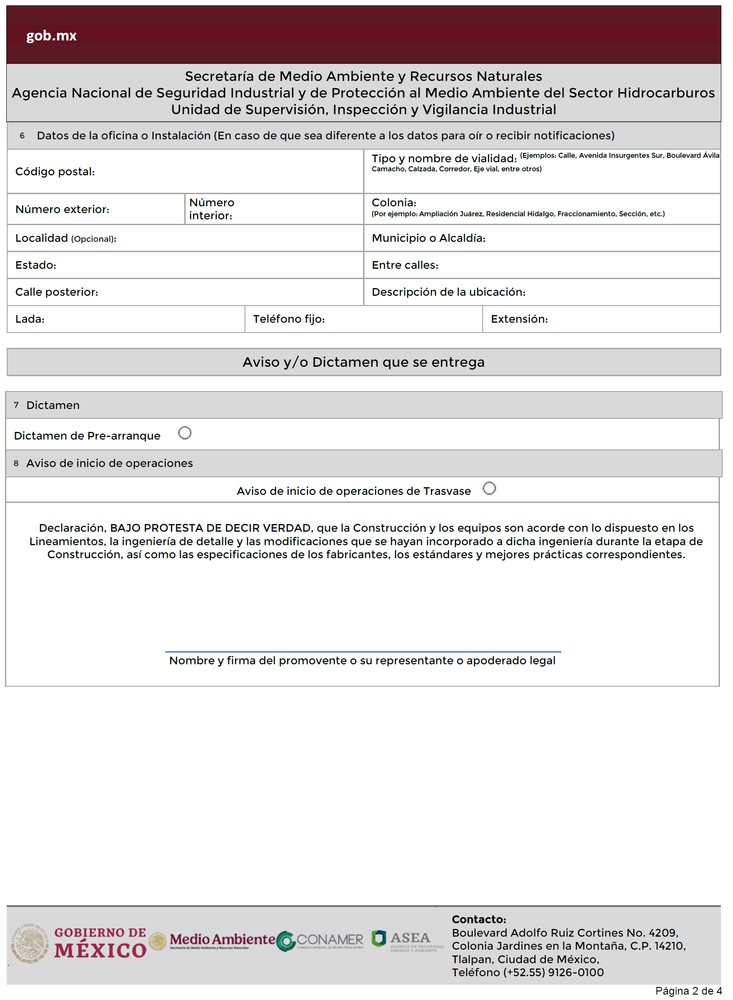 gob.mx
Secretaría de Medio Ambiente y Recursos Naturales
Agencia Nacional de Seguridad Industrial y de Protección al Medio Ambiente del Sector Hidrocarburos
Unidad de Supervisión, Inspección y Vigilancia Industrial
6 Datos de la oficina o Instalación (En caso de que sea diferente a los datos para oír o recibir notificaciones)
Código postal:
Tipo y nombre de vialidad: (Ejemplos: Calle, Avenida Insurgentes Sur, Boulevard Ávila
Camacho, Calzada, Corredor, Eje vial, entre otros)
Número exterior:
Número
interior:
Colonia:
(Por ejemplo: Ampliación Juárez, Residencial Hidalgo, Fraccionamiento, Sección, etc.)
Localidad (Opcional):
Municipio o Alcaldía:
Estado:
Entre calles:
Calle posterior:
Descripción de la ubicación:
Lada:
Teléfono fijo:
Extensión:
Aviso y/o Dictamen que se entrega
7 Dictamen
Dictamen de Pre-arranque
8 Aviso de inicio de operaciones
Aviso de inicio de operaciones de Trasvase
Declaración, BAJO PROTESTA DE DECIR VERDAD, que la Construcción y los equipos son acorde con lo dispuesto en los
Lineamientos, la ingeniería de detalle y las modificaciones que se hayan incorporado a dicha ingeniería durante la etapa de
Construcción, así como las especificaciones de los fabricantes, los estándares y mejores prácticas correspondientes.
Nombre y firma del promovente o su representante o apoderado legal
ESTADOS UNIDOS MEXICANOS
GOBIERNO DE
MÉXICO
Medio Ambiente
Secretaría de Medio Ambiente y Recursos Naturales
CONAMER
COMISIÓN NACIONAL DE MEJORA REGULATORIA
ASEA
AGENCIA DE SEGURIDAD,
ENERGÍA Y AMBIENTE
Contacto:
Boulevard Adolfo Ruiz Cortines No. 4209,
Colonia Jardines en la Montaña, C.P. 14210,
Tlalpan, Ciudad de México,
Teléfono (+52.55) 9126-0100
Página 2 de 4